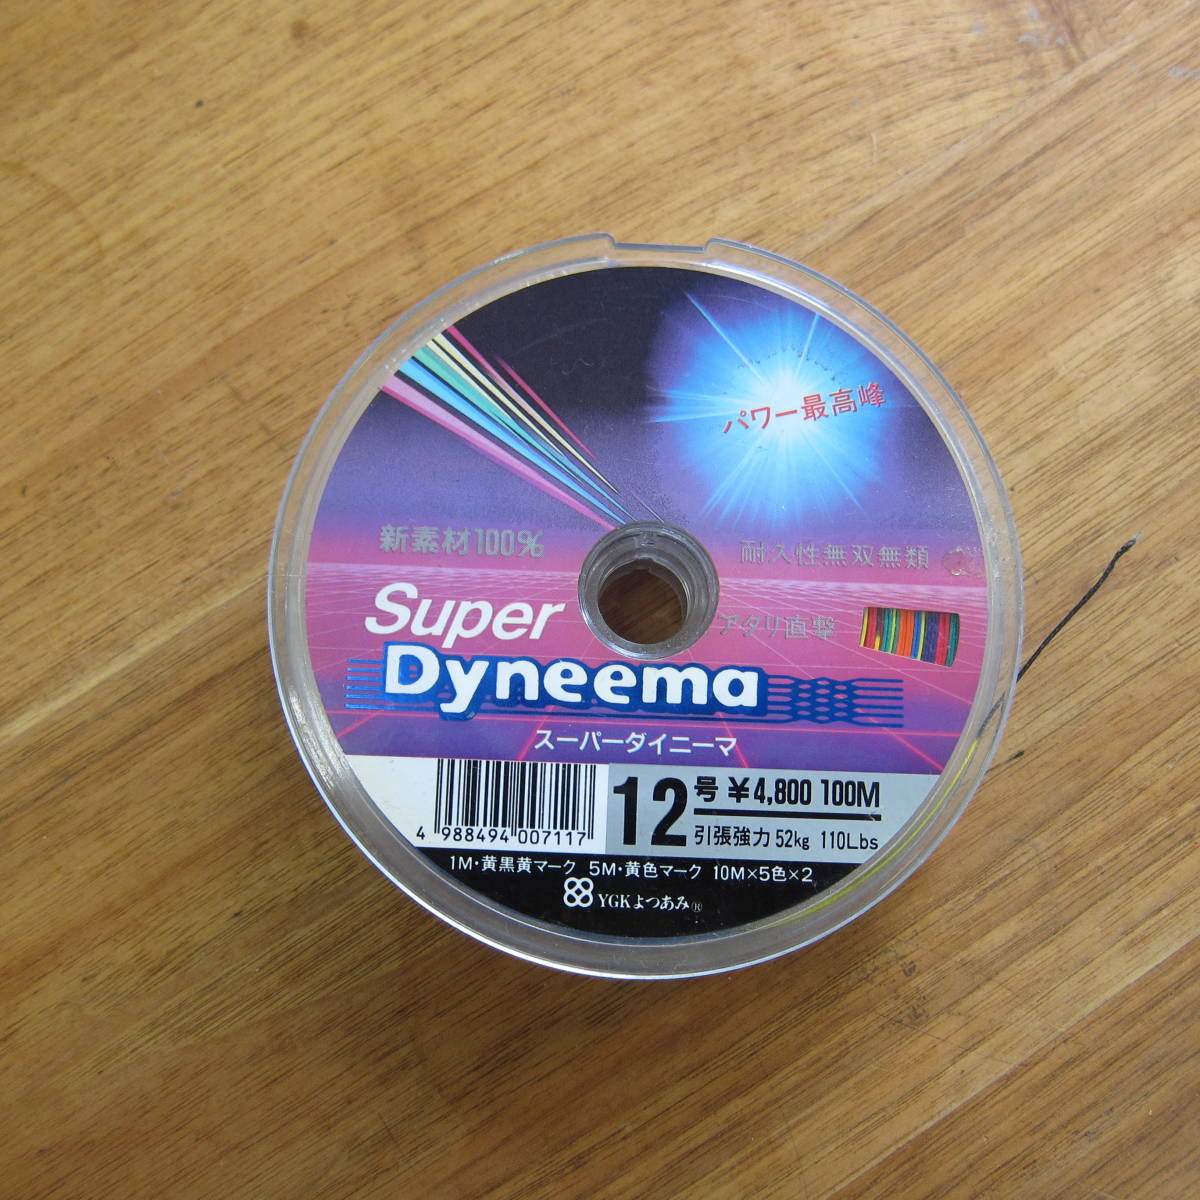 パワー最高峰
新素材100%
耐久性無双無類
アタリ直撃
Super
Dyneema
スーパーダイニーマ
12号 ¥4,800 100M
引張強力 52kg 110Lbs
4 988494 007117
1M・黄黒黄マーク 5M・黄色マーク 10M×5色×2
YGKよつあみ®